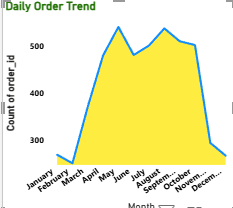 Daily Order Trend
Count of order_id
500
400
300
January
February
March
April
May
June
July
August
Septem...
October
Novem...
Decem...
Month